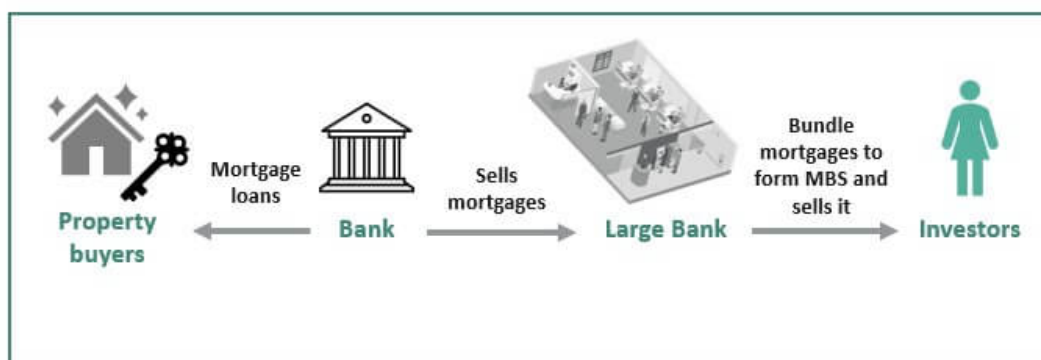 Property
buyers
Mortgage
loans
Bank
Sells
mortgages
Large Bank
Bundle
mortgages to
form MBS and
sells it
Investors